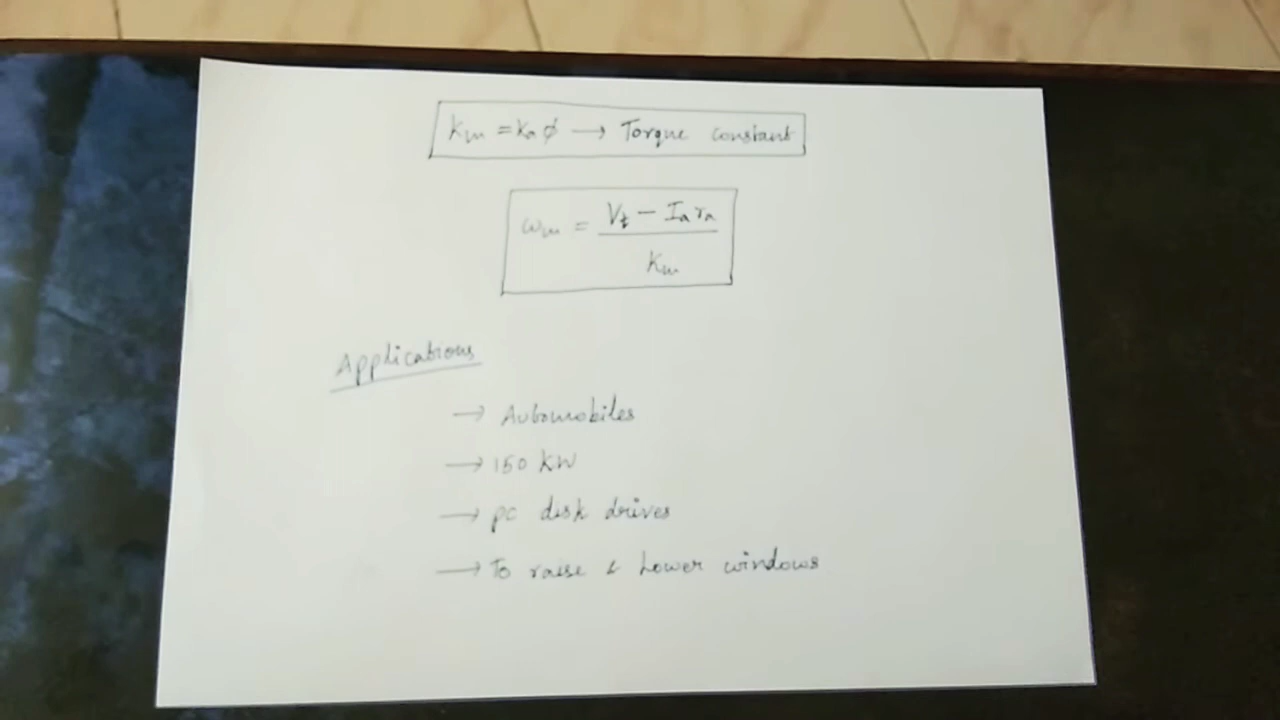 Km = Ka φ → Torque constant
ωm = (Vt − Ia ra) / Km
Applications
→ Automobiles
→ 150 KW
→ PC disk drives
→ To raise & Lower windows